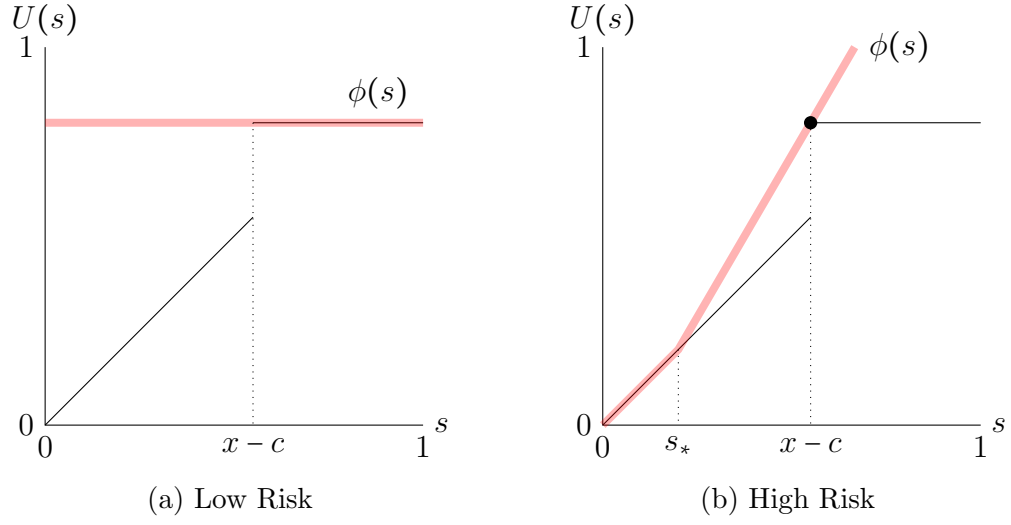 U(s)
1
ϕ(s)
0
0
x − c
1
s
(a) Low Risk
U(s)
1
ϕ(s)
0
0
s*
x − c
1
s
(b) High Risk